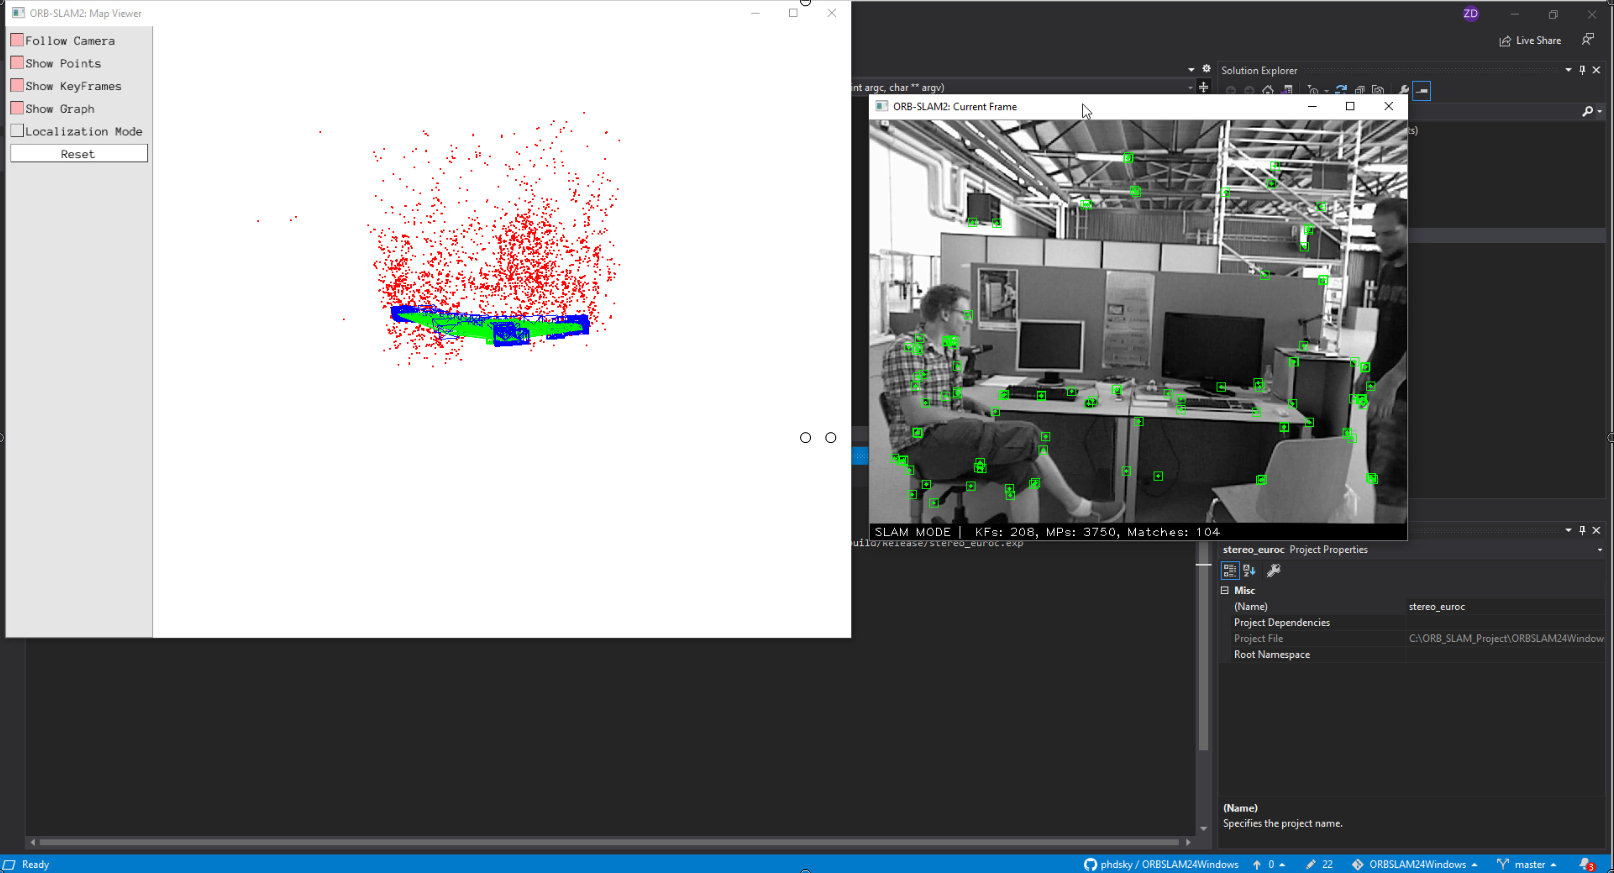 ORB-SLAM2: Map Viewer
Follow Camera
Show Points
Show KeyFrames
Show Graph
Localization Mode
Reset
ZD
Live Share
int argc, char ** argv)
Solution Explorer
ORB-SLAM2: Current Frame
ts)
SLAM MODE | KFs: 208, MPs: 3750, Matches: 104
uild/Release/stereo_euroc.exp
stereo_euroc Project Properties
Misc
(Name) stereo_euroc
Project Dependencies
Project File C:\ORB_SLAM_Project\ORBSLAM24Window
Root Namespace
(Name)
Specifies the project name.
Ready
phdsky / ORBSLAM24Windows 0 22 ORBSLAM24Windows master 3